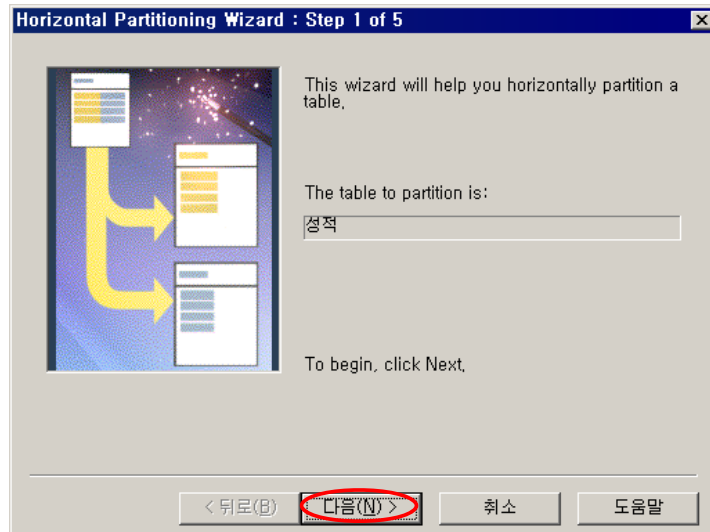 Horizontal Partitioning Wizard : Step 1 of 5
This wizard will help you horizontally partition a
table.
The table to partition is:
성적
To begin, click Next.
< 뒤로(B)
다음(N) >
취소
도움말